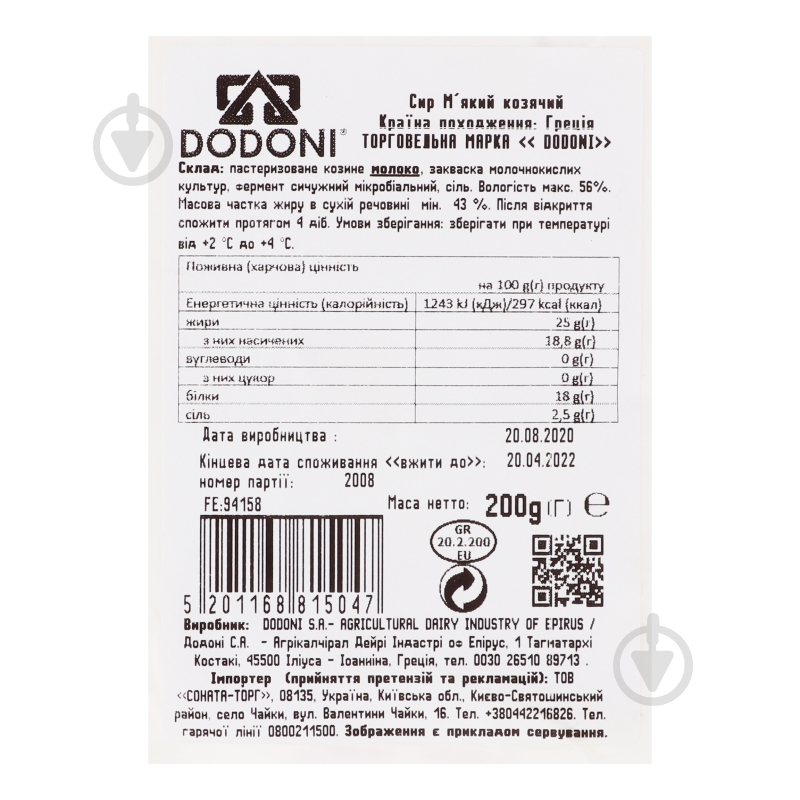 DODONI®
Сир М´який козячий
Країна походження: Греція
ТОРГОВЕЛЬНА МАРКА «< DODONI>»
Склад: пастеризоване козине молоко, закваска молочнокислих
культур, фермент сичужний мікробіальний, сіль. Вологість макс. 56%.
Масова частка жиру в сухій речовині мін. 43 %. Після відкриття
спожити протягом 4 діб. Умови зберігання: зберігати при температурі
від +2 °C до +4 °C.
Поживна (харчова) цінність
на 100 g(г) продукту
Енергетична цінність (калорійність) 1243 kJ (кДж)/297 kcal (ккал)
жири 25 g(г)
з них насичених 18,8 g(г)
вуглеводи 0 g(г)
з них цукор 0 g(г)
білки 18 g(г)
сіль 2,5 g(г)
Дата виробництва : 20.08.2020
Кінцева дата споживання <<вжити до>>: 20.04.2022
номер партії: 2008
FE:94158 Маса нетто: 200g(г) ℮
GR
20.2.200
EU
5 201168 815047
Виробник: DODONI S.A.- AGRICULTURAL DAIRY INDUSTRY OF EPIRUS /
Додоні С.А. - Агрікалчірал Дейрі Індастрі оф Епірус, 1 Тагматархі
Костакі, 45500 Іліуса - Іоанніна, Греція, тел. 0030 26510 89713 .
Імпортер (прийняття претензій та рекламацій): ТОВ
<<СОНАТА-ТОРГ>>, 08135, Україна, Київська обл., Києво-Святошинський
район, село Чайки, вул. Валентини Чайки, 16. Тел. +380442216826. Тел.
гарячої лінії 0800211500. Зображення є прикладом сервування.